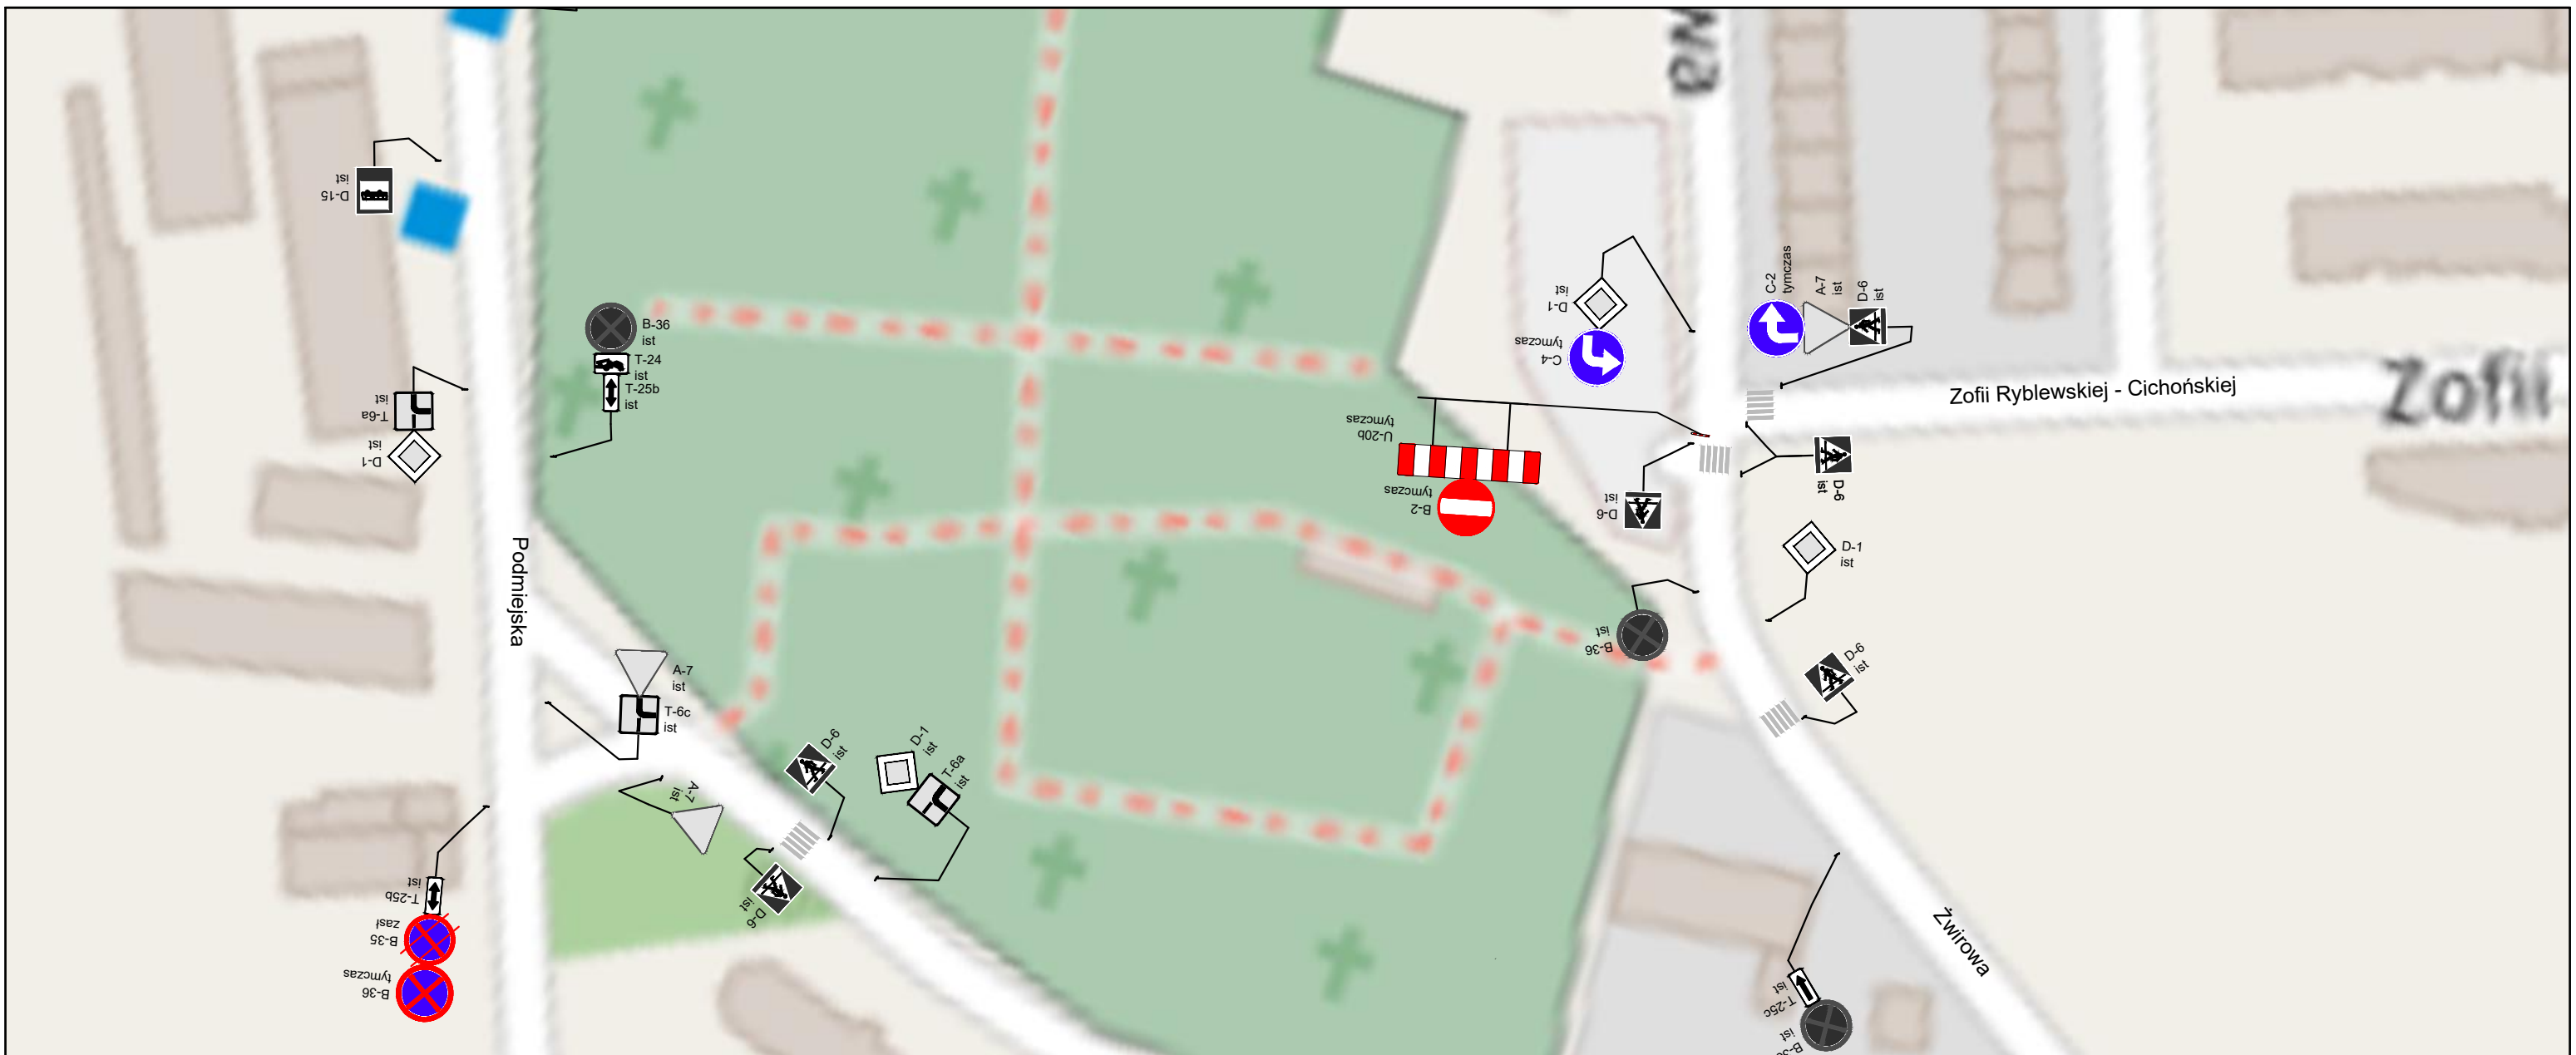 D-15
ist
B-36
ist
T-24
ist
T-25b
ist
T-6a
ist
D-1
ist
Podmiejska
A-7
ist
T-6c
ist
A-7
ist
D-6
ist
D-6
ist
D-1
ist
T-6a
ist
T-25b
ist
B-35
zasł
B-36
tymczas
D-1
ist
C-4
tymczas
C-2
tymczas
A-7
ist
D-6
ist
Zofii Ryblewskiej - Cichońskiej
Zofii
U-20b
tymczas
B-2
tymczas
D-6
ist
D-6
ist
D-1
ist
B-36
ist
D-6
ist
Żwirowa
T-25c
ist
ist